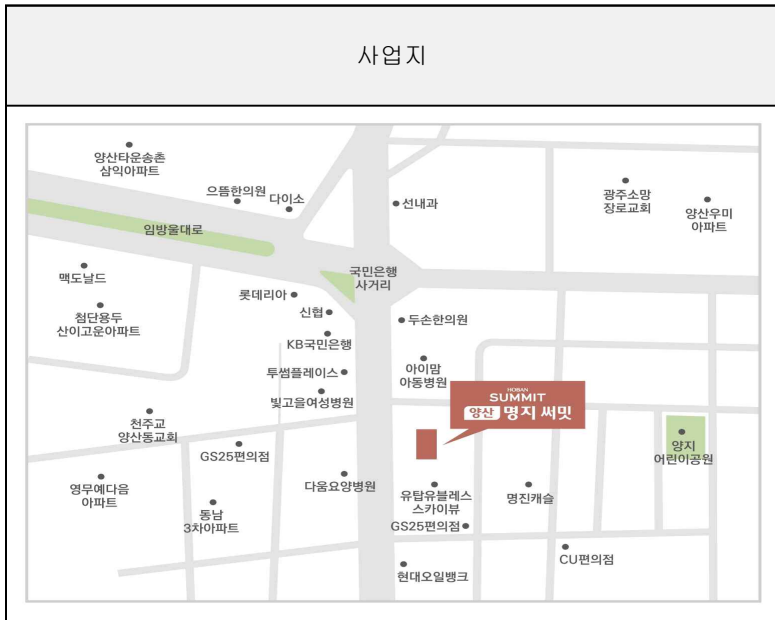 사업지
양산타운송촌
삼익아파트
으뜸한의원
다이소
선내과
광주소망
장로교회
양산우미
아파트
임방울대로
맥도날드
국민은행
사거리
롯데리아
첨단용두
산이고운아파트
신협
두손한의원
KB국민은행
아이맘
아동병원
투썸플레이스
HOBAN
SUMMIT
양산 명지 써밋
빛고을여성병원
천주교
양산동교회
GS25편의점
양지
어린이공원
영무예다음
아파트
다움요양병원
유탑유블레스
스카이뷰
명진캐슬
동남
3차아파트
GS25편의점
CU편의점
현대오일뱅크